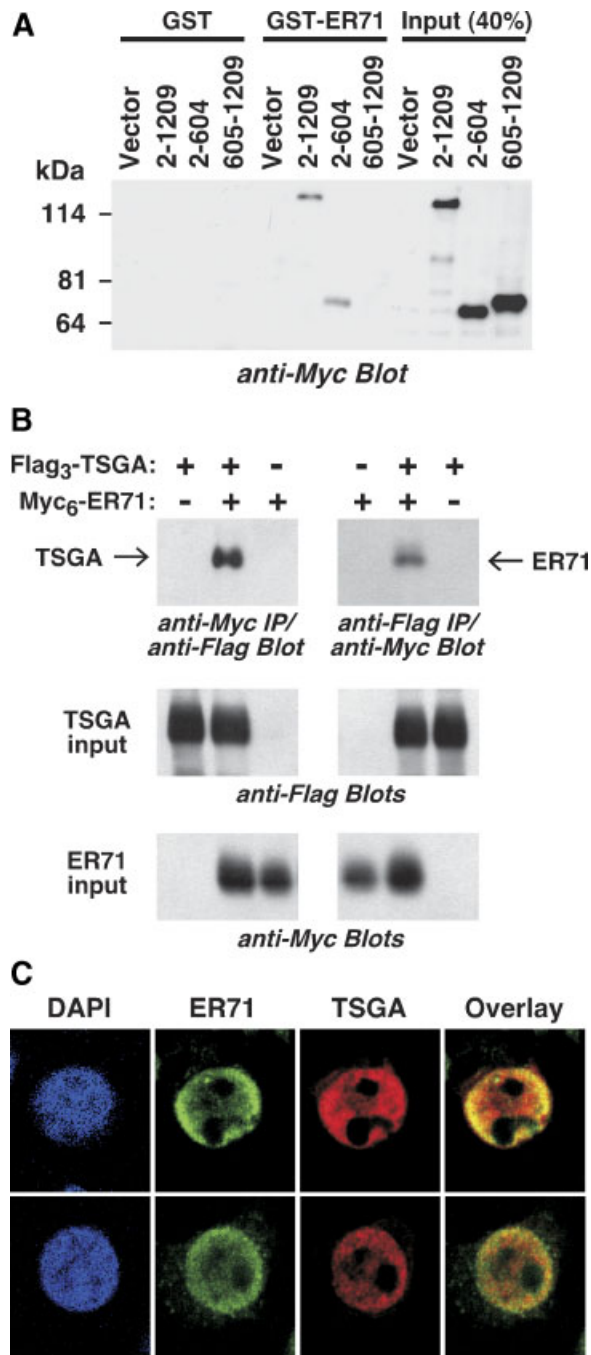 A
GST GST-ER71 Input (40%)
Vector 2-1209 2-604 605-1209 Vector 2-1209 2-604 605-1209 Vector 2-1209 2-604 605-1209
kDa
114
81
64
anti-Myc Blot
B
Flag3-TSGA: + + - - + +
Myc6-ER71: - + + + + -
TSGA → ← ER71
anti-Myc IP/ anti-Flag IP/
anti-Flag Blot anti-Myc Blot
TSGA
input
anti-Flag Blots
ER71
input
anti-Myc Blots
C
DAPI ER71 TSGA Overlay